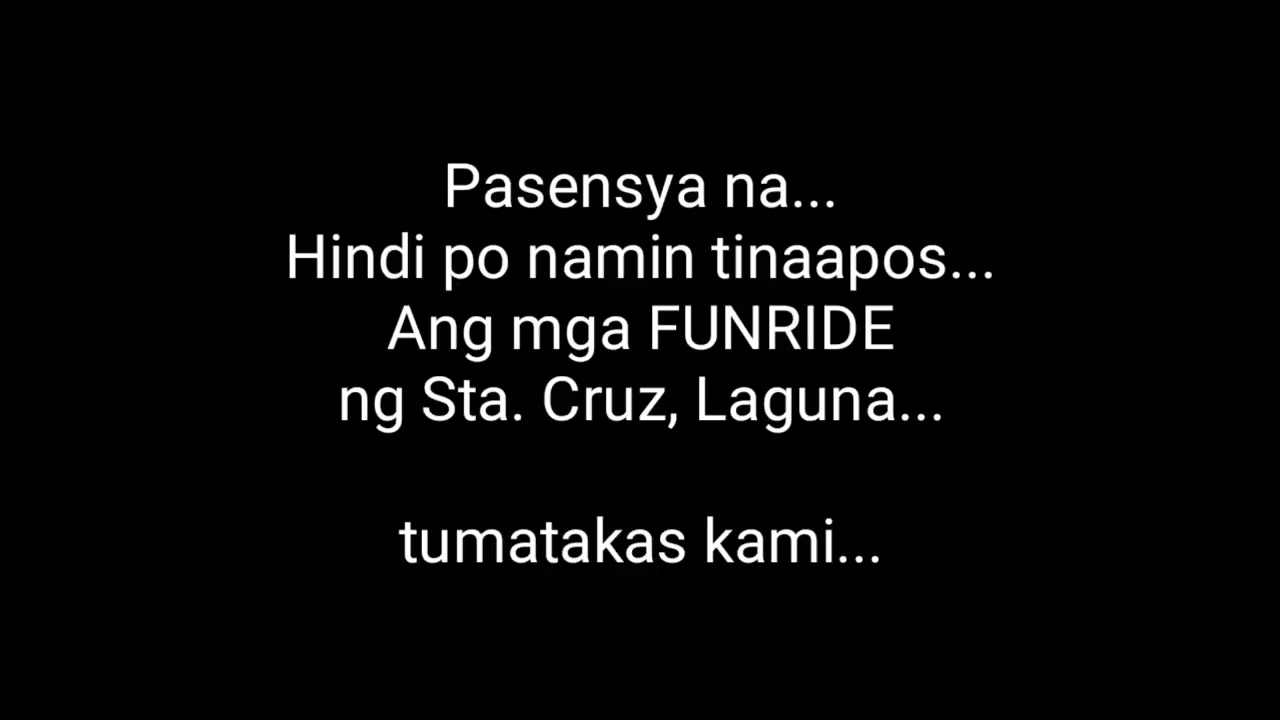 Pasensya na...
Hindi po namin tinaapos...
Ang mga FUNRIDE
ng Sta. Cruz, Laguna...
tumatakas kami...